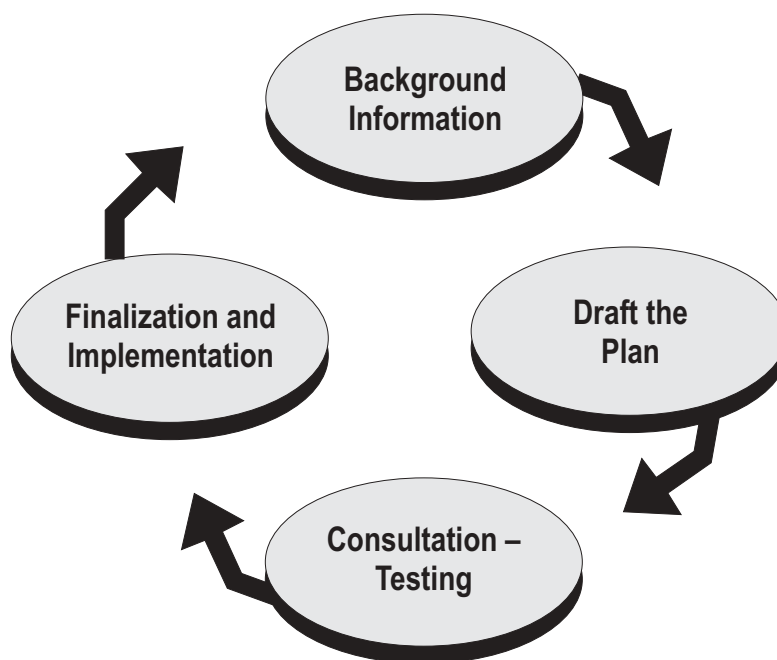 Background
Information
Draft the
Plan
Consultation –
Testing
Finalization and
Implementation